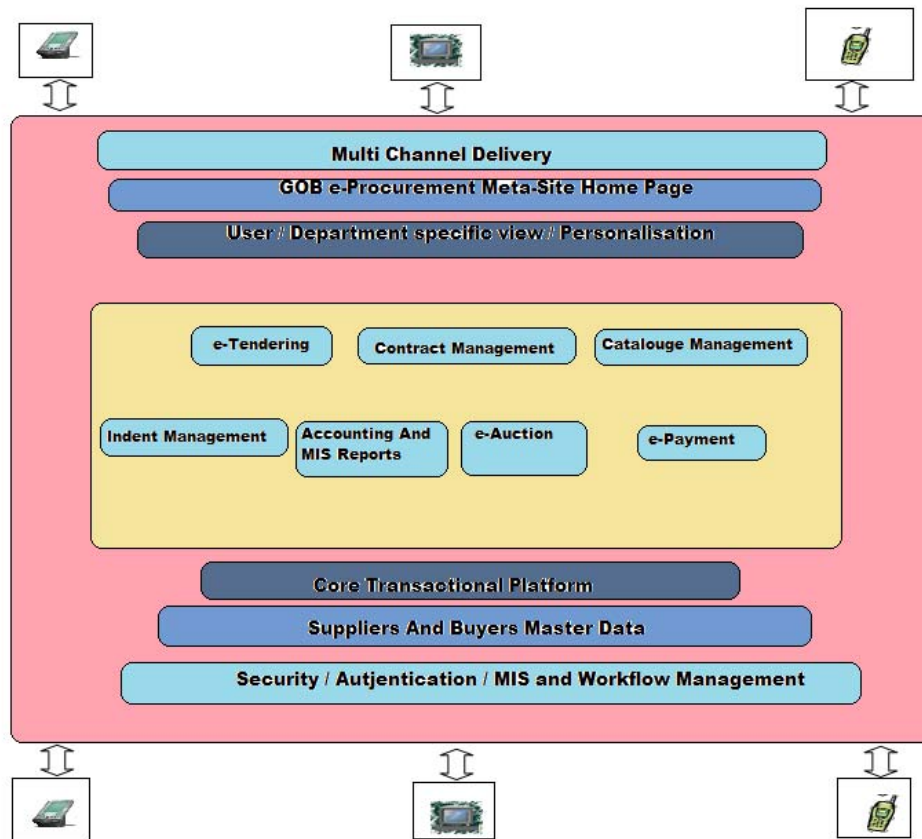 Multi Channel Delivery
GOB e-Procurement Meta-Site Home Page
User / Department specific view / Personalisation
e-Tendering
Contract Management
Catalouge Management
Indent Management
Accounting And
MIS Reports
e-Auction
e-Payment
Core Transactional Platform
Suppliers And Buyers Master Data
Security / Autjentication / MIS and Workflow Management